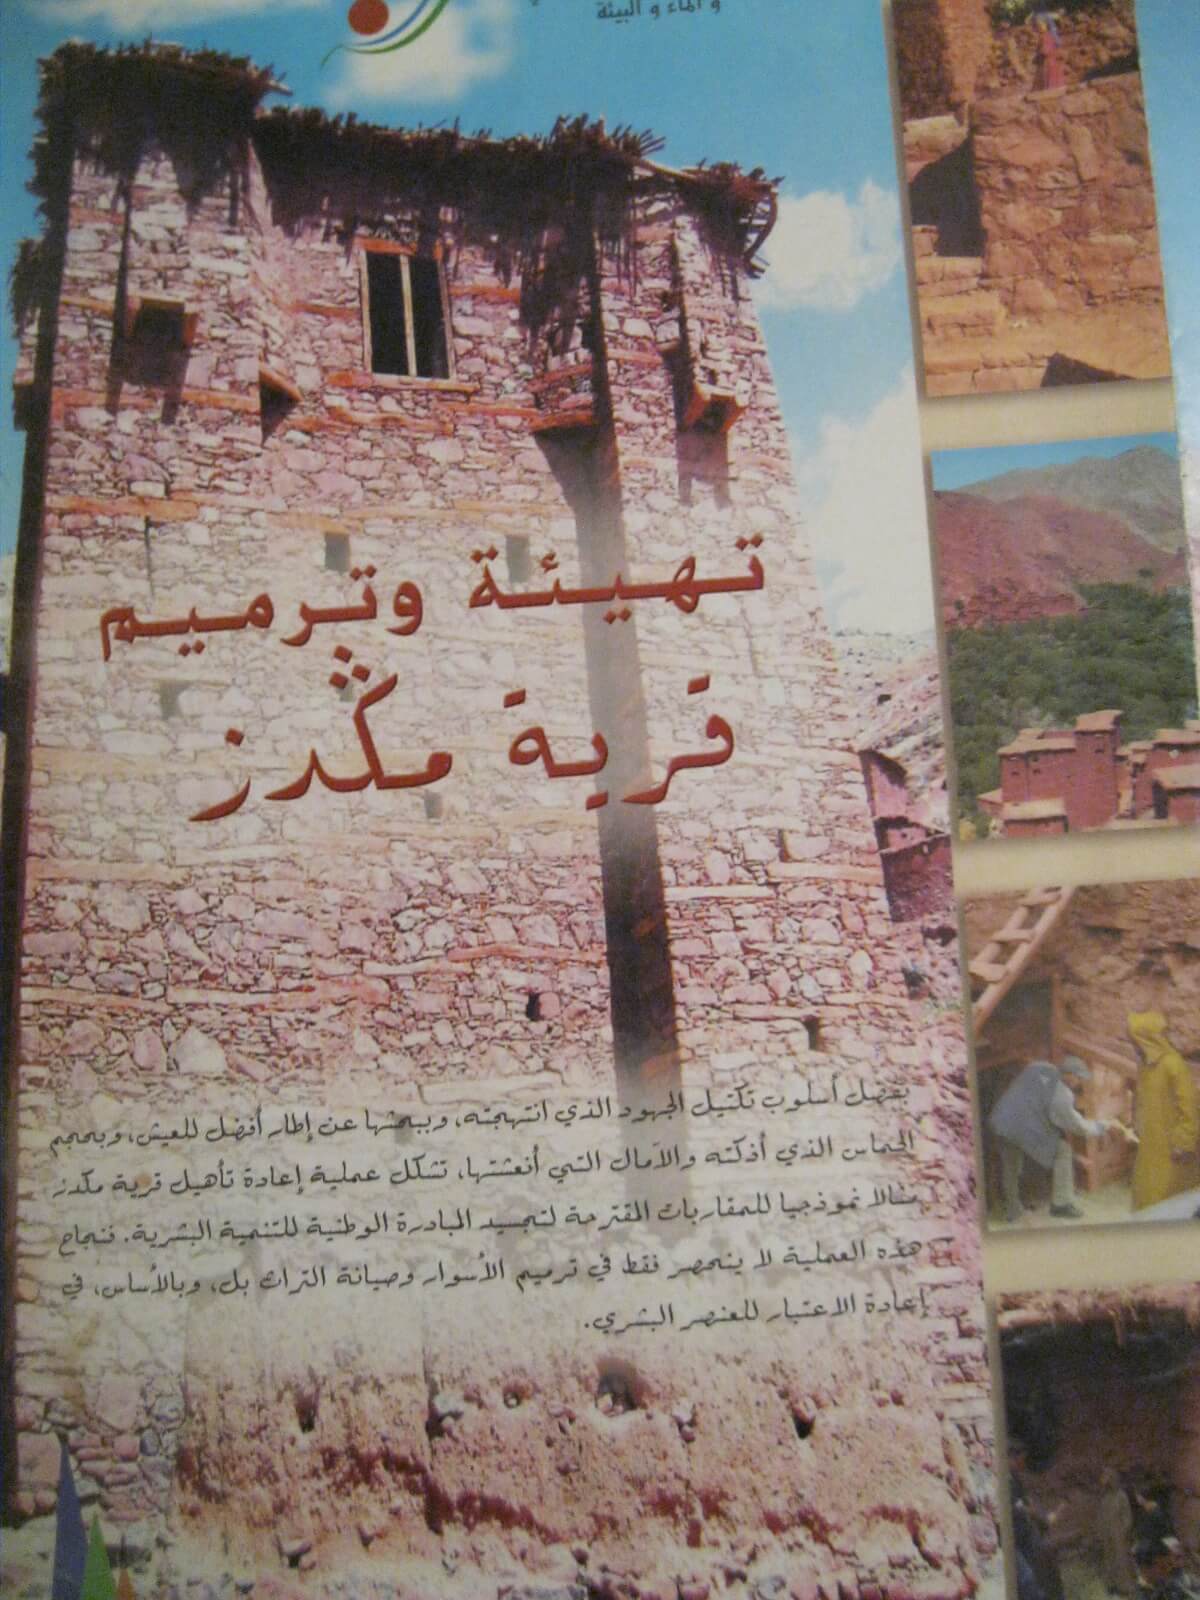 و الماء و البيئة
تهيئة وترميم
قرية مڭدز
بفضل أسلوب تكتيل الجهود الذي انتهجته، وببحثها عن إطار أفضل للعيش، وبحجم
الحماس الذي أذكته والآمال التي أنعشتها، تشكل عملية إعادة تأهيل قرية مكدز
مثالا نموذجيا للمقاربات المقترحة لتجسيد المبادرة الوطنية للتنمية البشرية. فنجاح
هذه العملية لا ينحصر فقط في ترميم الأسوار وصيانة التراث بل، وبالأساس، في
إعادة الاعتبار للعنصر البشري.